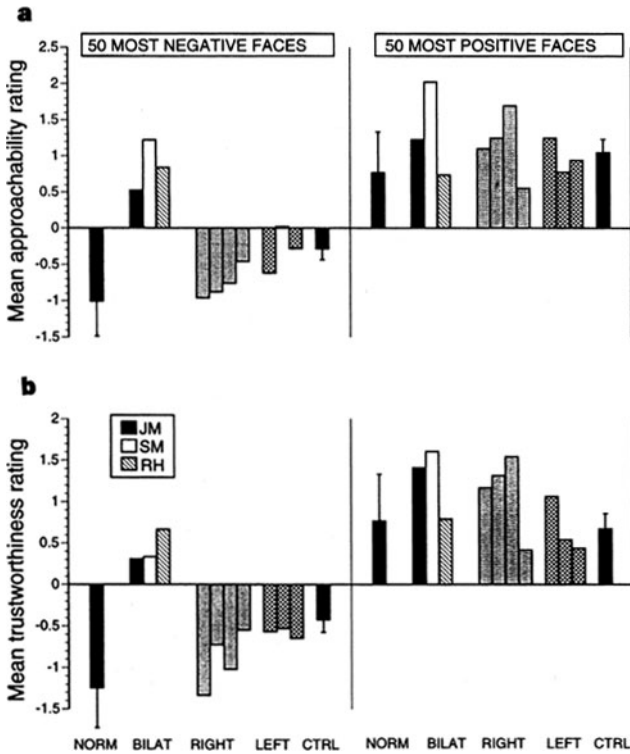 a
50 MOST NEGATIVE FACES
50 MOST POSITIVE FACES
Mean approachability rating
2.5
2
1.5
1
0.5
0
-0.5
-1
-1.5
b
JM
SM
RH
Mean trustworthiness rating
2
1.5
1
0.5
0
-0.5
-1
-1.5
NORM BILAT RIGHT LEFT CTRL NORM BILAT RIGHT LEFT CTRL